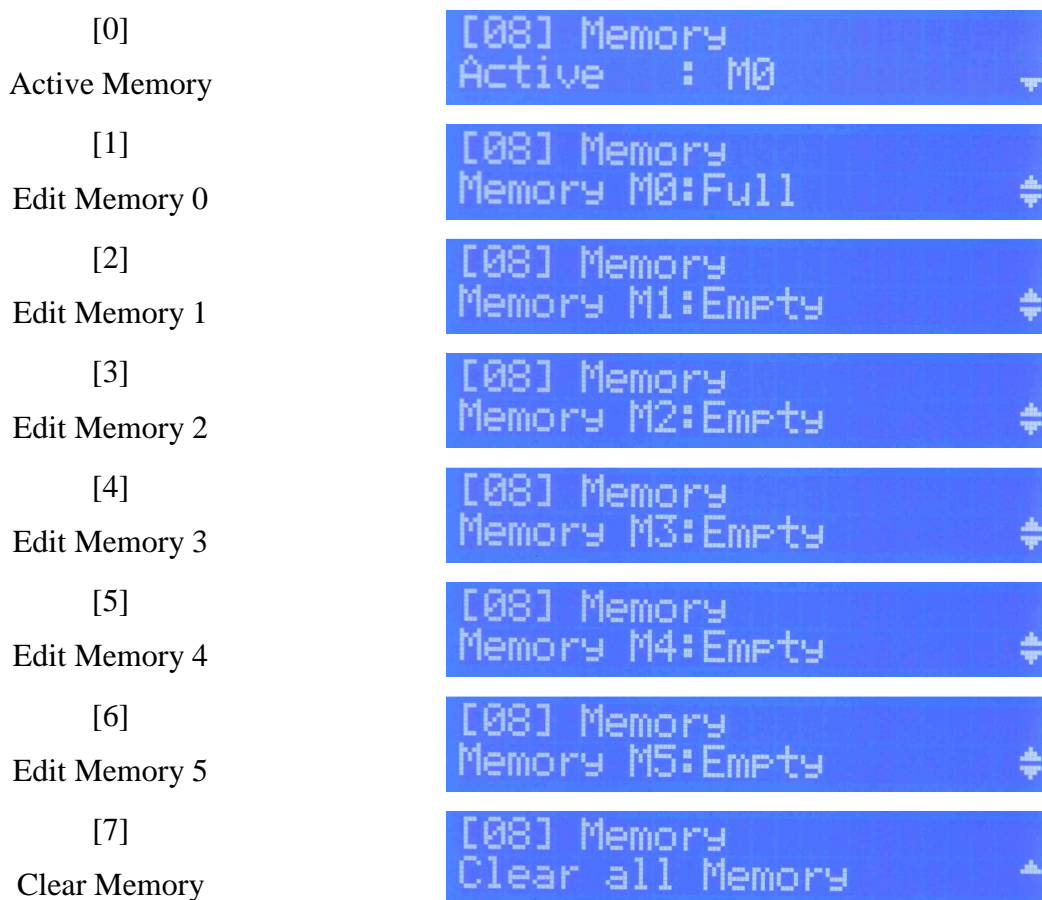 [0]
Active Memory
[08] Memory
Active : M0
[1]
Edit Memory 0
[08] Memory
Memory M0:Full
[2]
Edit Memory 1
[08] Memory
Memory M1:Empty
[3]
Edit Memory 2
[08] Memory
Memory M2:Empty
[4]
Edit Memory 3
[08] Memory
Memory M3:Empty
[5]
Edit Memory 4
[08] Memory
Memory M4:Empty
[6]
Edit Memory 5
[08] Memory
Memory M5:Empty
[7]
Clear Memory
[08] Memory
Clear all Memory